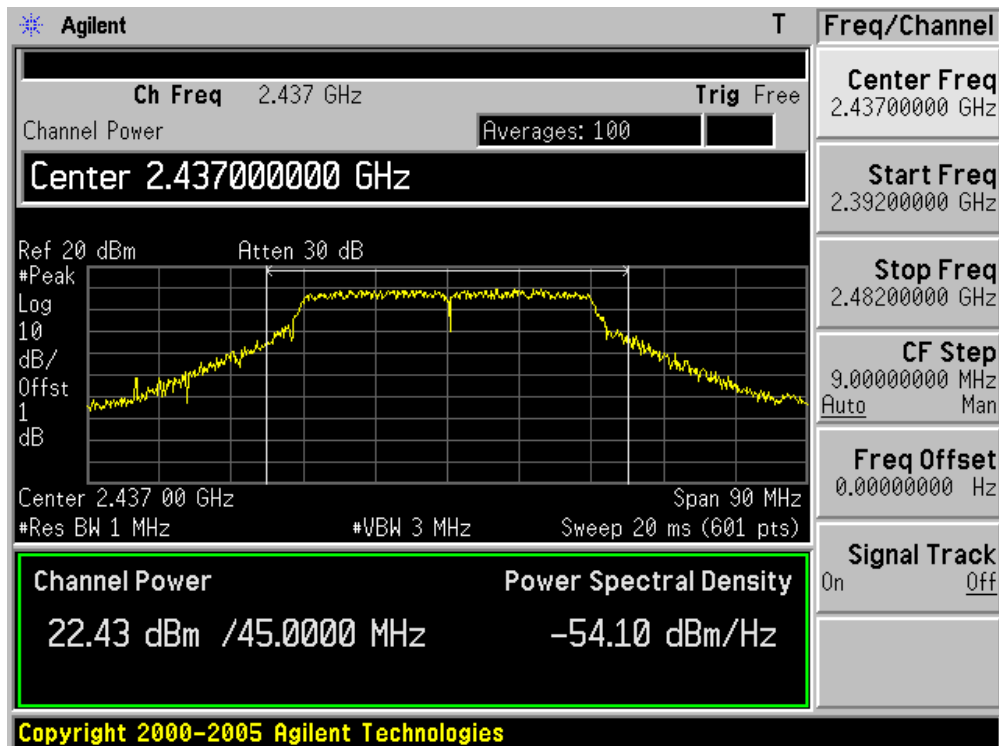 Agilent T
Ch Freq 2.437 GHz Trig Free
Channel Power Averages: 100
Center 2.437000000 GHz
Ref 20 dBm Atten 30 dB
#Peak
Log
10
dB/
Offst
1
dB
Center 2.437 00 GHz Span 90 MHz
#Res BW 1 MHz #VBW 3 MHz Sweep 20 ms (601 pts)
Channel Power Power Spectral Density
22.43 dBm /45.0000 MHz -54.10 dBm/Hz
Copyright 2000-2005 Agilent Technologies
Freq/Channel
Center Freq
2.43700000 GHz
Start Freq
2.39200000 GHz
Stop Freq
2.48200000 GHz
CF Step
9.00000000 MHz
Auto Man
Freq Offset
0.00000000 Hz
Signal Track
On Off